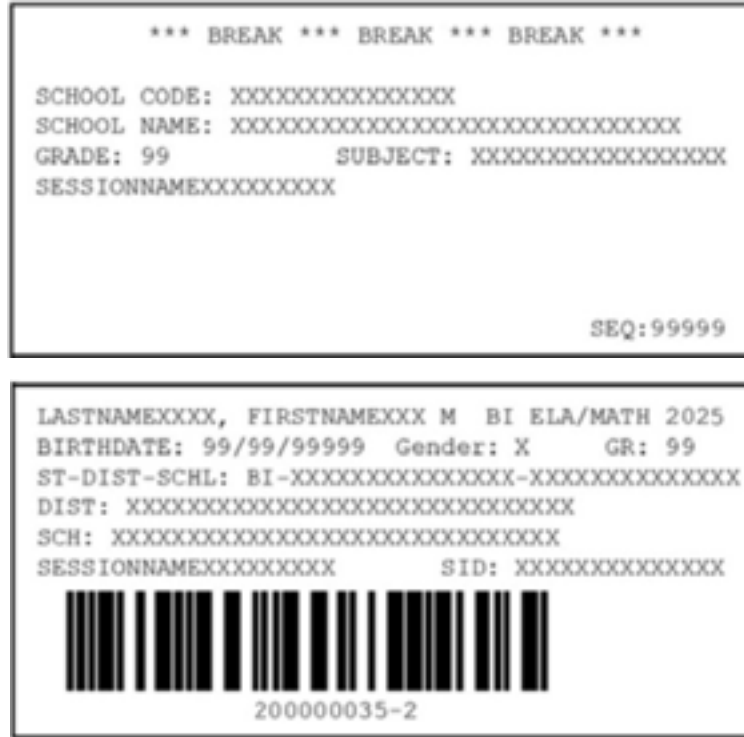 *** BREAK *** BREAK *** BREAK ***
SCHOOL CODE: XXXXXXXXXXXXXXX
SCHOOL NAME: XXXXXXXXXXXXXXXXXXXXXXXXXXXXXX
GRADE: 99 SUBJECT: XXXXXXXXXXXXXXXXX
SESSIONNAMEXXXXXXXXX
SEQ:99999
LASTNAMEXXXX, FIRSTNAMEXXX M BI ELA/MATH 2025
BIRTHDATE: 99/99/99999 Gender: X GR: 99
ST-DIST-SCHL: BI-XXXXXXXXXXXXXXX-XXXXXXXXXXXXXXX
DIST: XXXXXXXXXXXXXXXXXXXXXXXXXXXXXX
SCH: XXXXXXXXXXXXXXXXXXXXXXXXXXXXXX
SESSIONNAMEXXXXXXXXX SID: XXXXXXXXXXXXXX
200000035-2